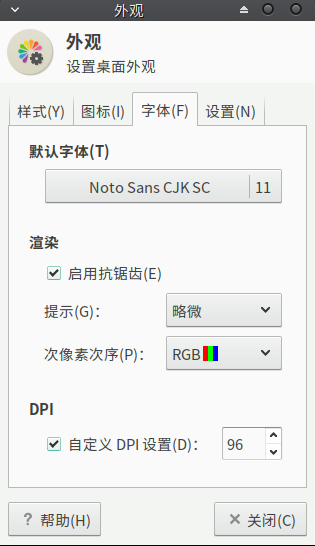 外观
外观
设置桌面外观
样式(Y) 图标(I) 字体(F) 设置(N)
默认字体(T)
Noto Sans CJK SC 11
渲染
启用抗锯齿(E)
提示(G)： 略微
次像素次序(P)： RGB
DPI
自定义 DPI 设置(D)： 96
帮助(H) 关闭(C)